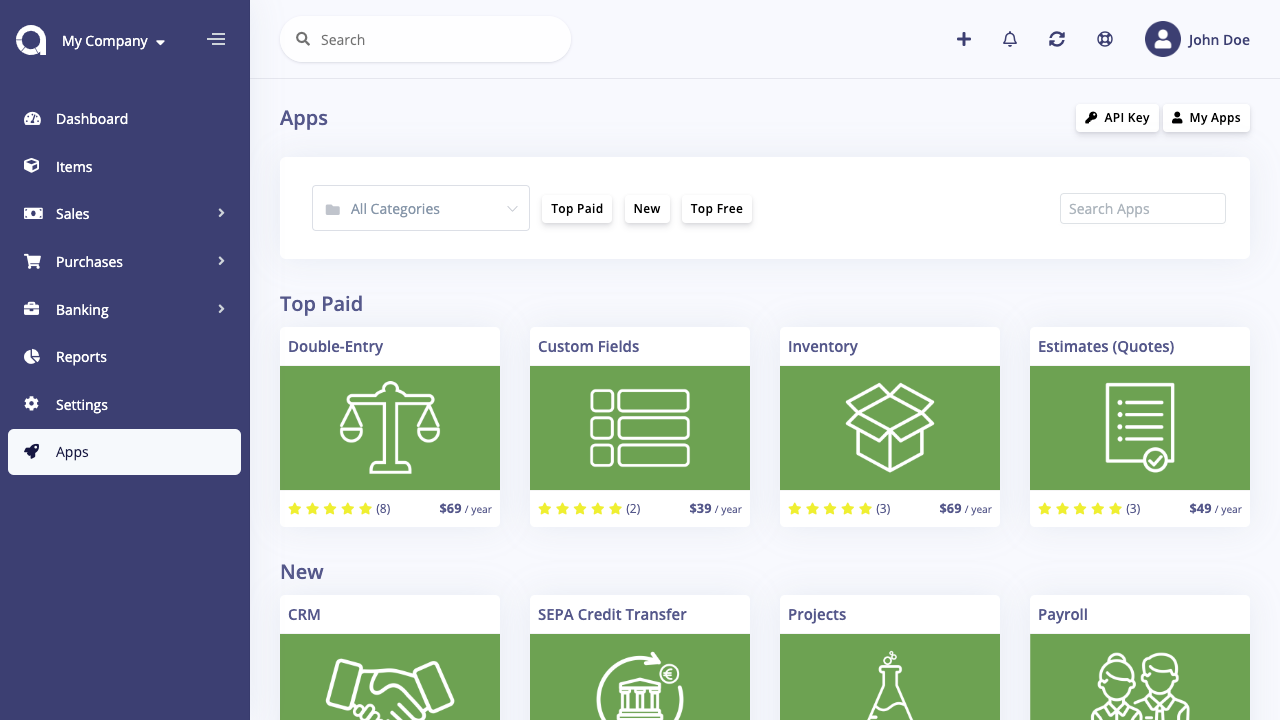 My Company
Search
John Doe
Dashboard
Items
Sales
Purchases
Banking
Reports
Settings
Apps
Apps
API Key
My Apps
All Categories
Top Paid
New
Top Free
Search Apps
Top Paid
Double-Entry
(8)
$69 / year
Custom Fields
(2)
$39 / year
Inventory
(3)
$69 / year
Estimates (Quotes)
(3)
$49 / year
New
CRM
SEPA Credit Transfer
€
Projects
Payroll